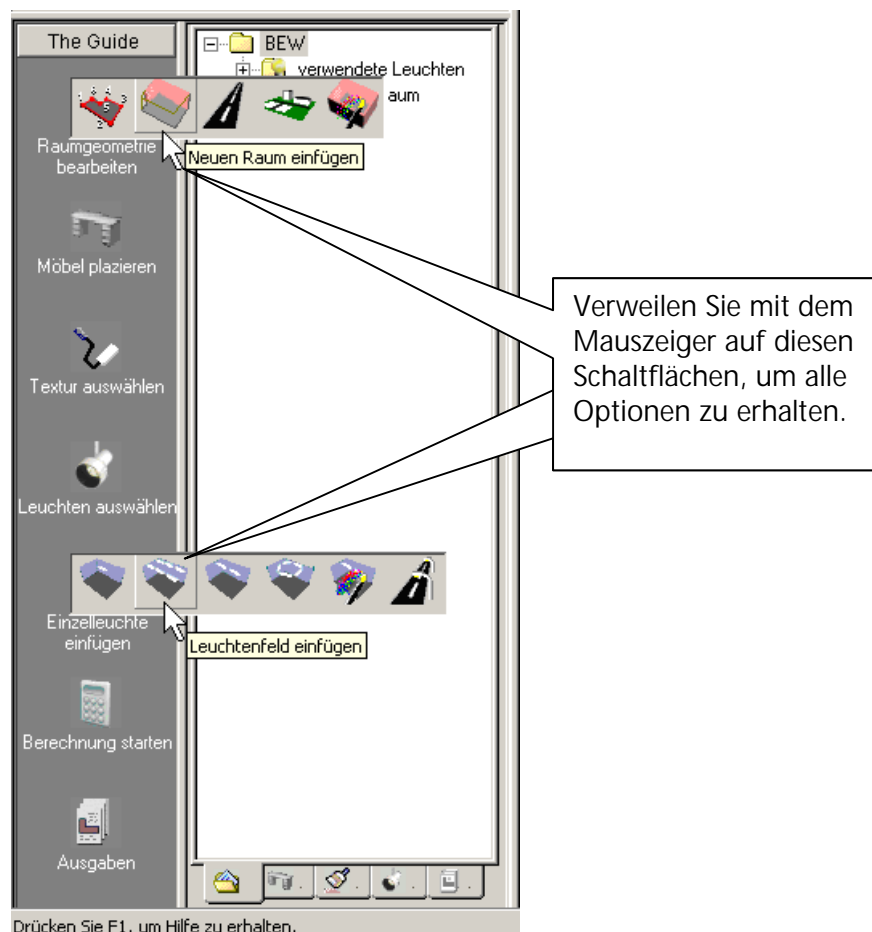 The Guide
BEW
verwendete Leuchten
aum
Raumgeometrie
bearbeiten
Neuen Raum einfügen
Möbel plazieren
Textur auswählen
Leuchten auswählen
Verweilen Sie mit dem
Mauszeiger auf diesen
Schaltflächen, um alle
Optionen zu erhalten.
Einzelleuchte
einfügen
Leuchtenfeld einfügen
Berechnung starten
Ausgaben
Drücken Sie F1, um Hilfe zu erhalten.